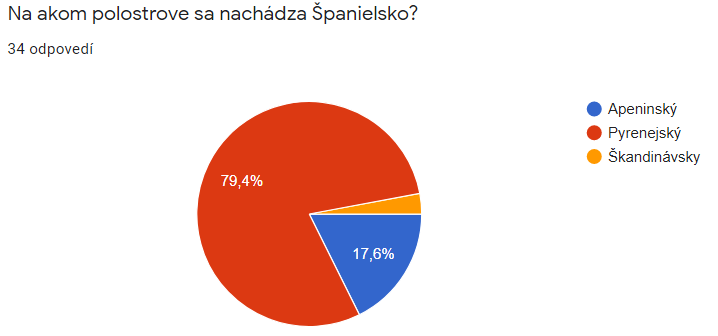 Na akom polostrove sa nachádza Španielsko?
34 odpovedí
Apeninský
Pyrenejský
Škandinávsky
79,4%
17,6%